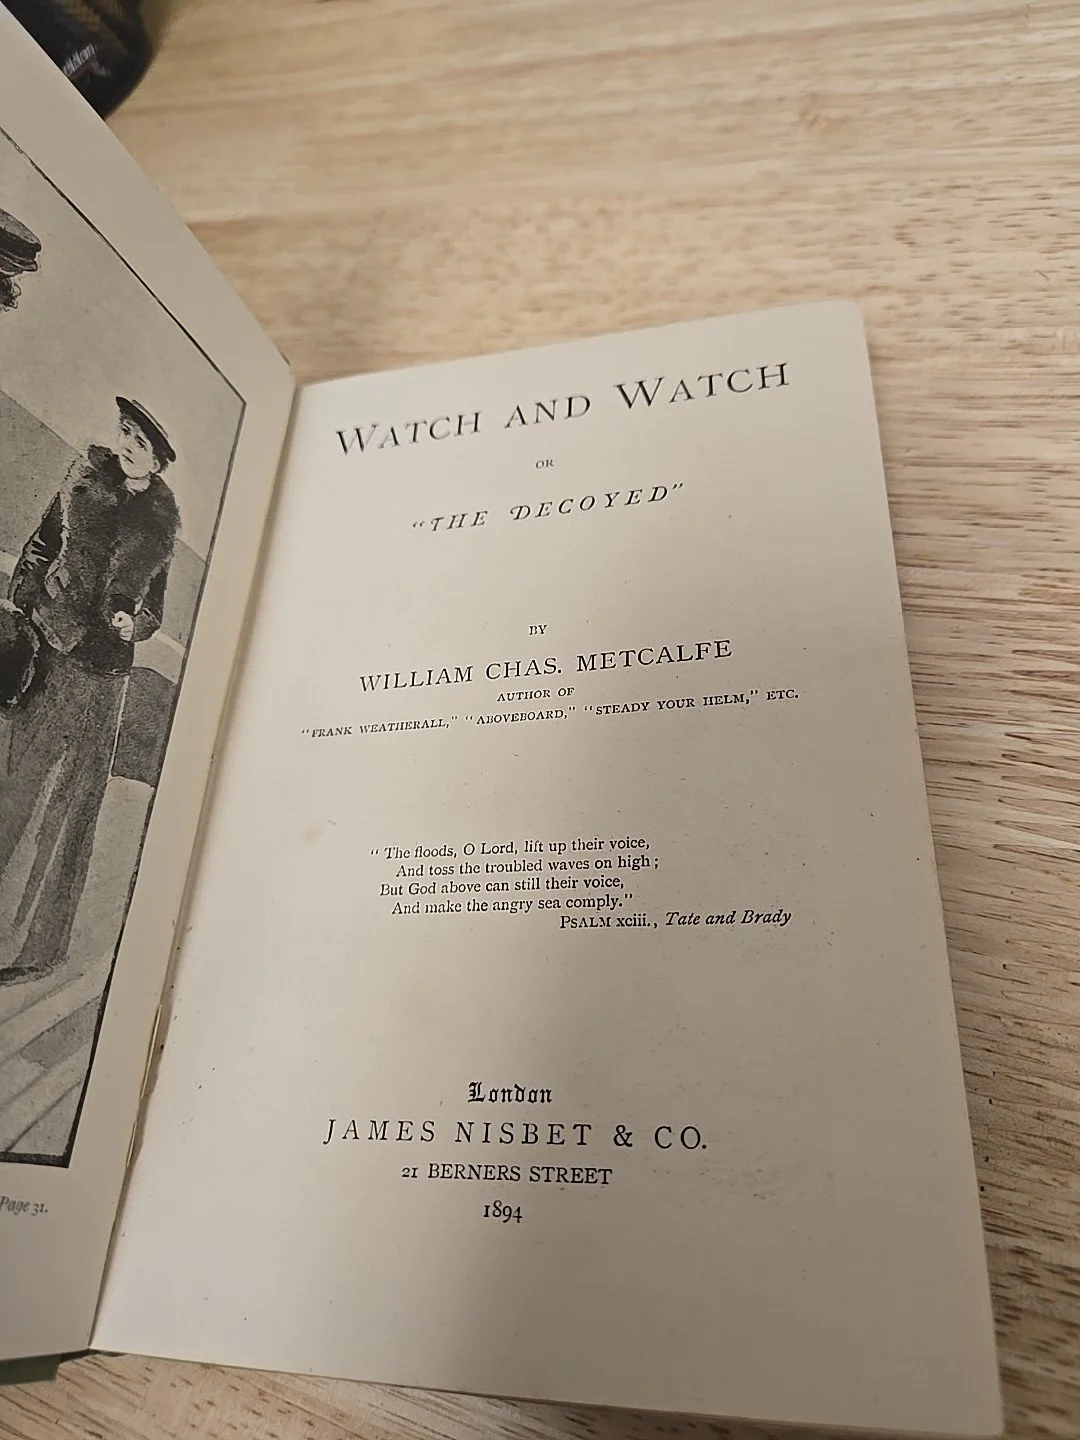 WATCH AND WATCH
OR
"THE DECOYED"
BY
WILLIAM CHAS. METCALFE
AUTHOR OF
"FRANK WEATHERALL," "ABOVEBOARD," "STEADY YOUR HELM," ETC.
"The floods, O Lord, lift up their voice,
And toss the troubled waves on high;
But God above can still their voice,
And make the angry sea comply."
PSALM xciii., Tate and Brady
London
JAMES NISBET & CO.
21 BERNERS STREET
1894
Page 31.